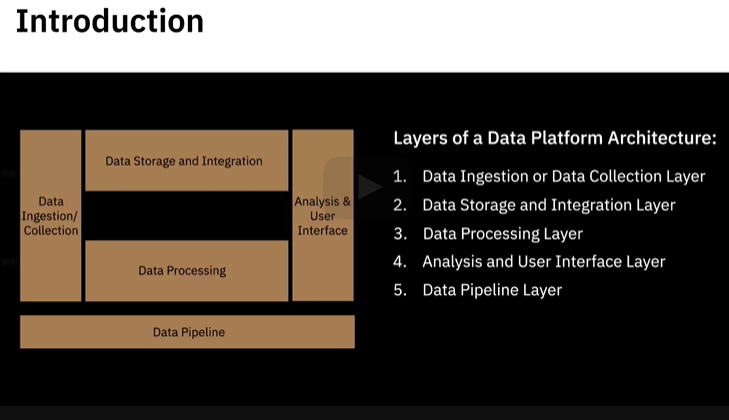 Introduction
Data Storage and Integration
Data
Ingestion/
Collection
Analysis &
User
Interface
Data Processing
Data Pipeline
Layers of a Data Platform Architecture:
1. Data Ingestion or Data Collection Layer
2. Data Storage and Integration Layer
3. Data Processing Layer
4. Analysis and User Interface Layer
5. Data Pipeline Layer